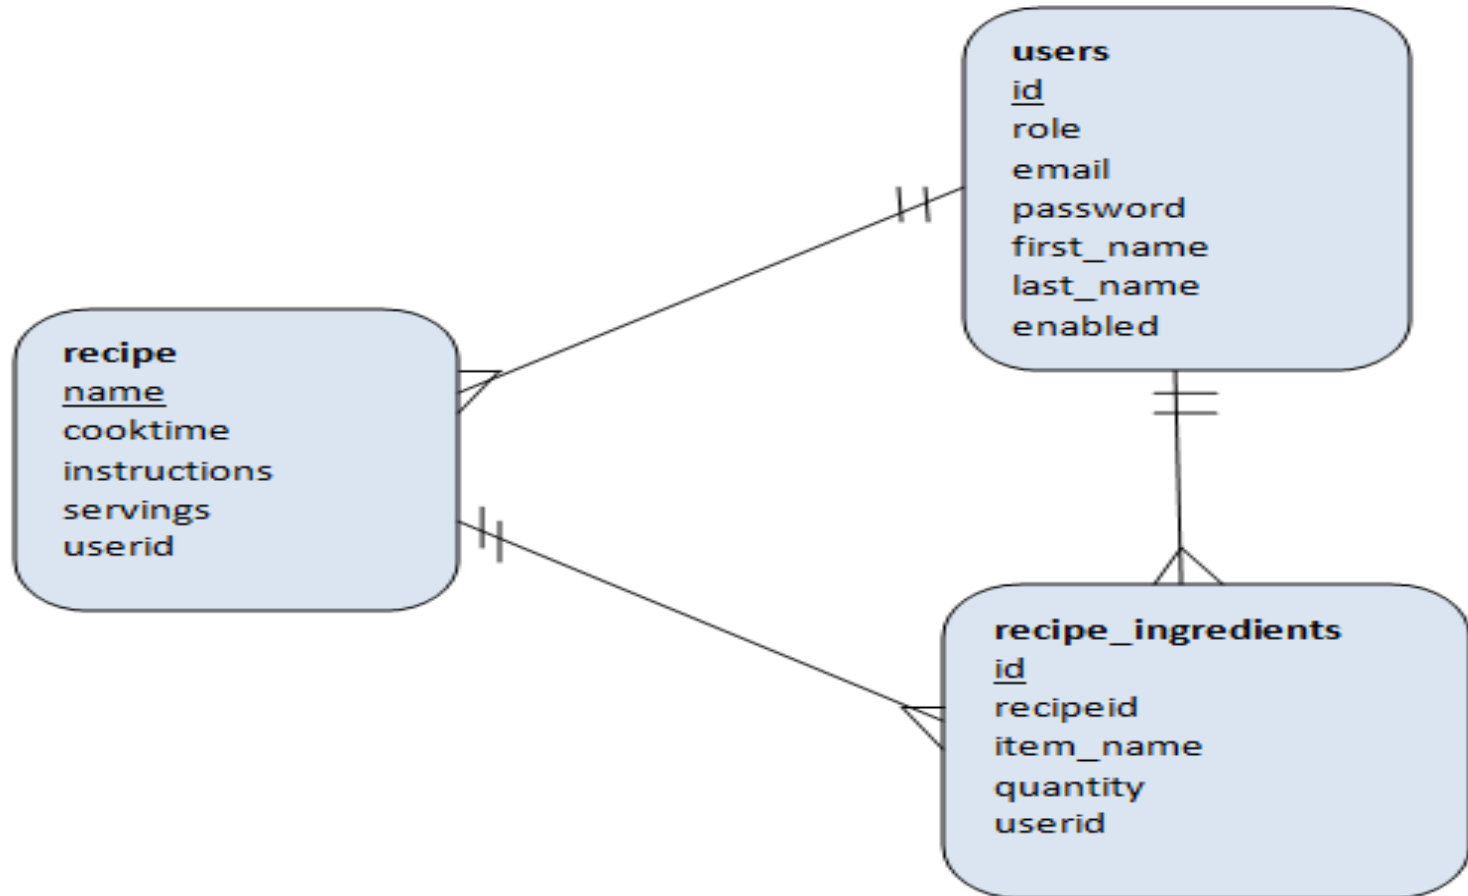 users
id
role
email
password
first_name
last_name
enabled
recipe
name
cooktime
instructions
servings
userid
recipe_ingredients
id
recipeid
item_name
quantity
userid